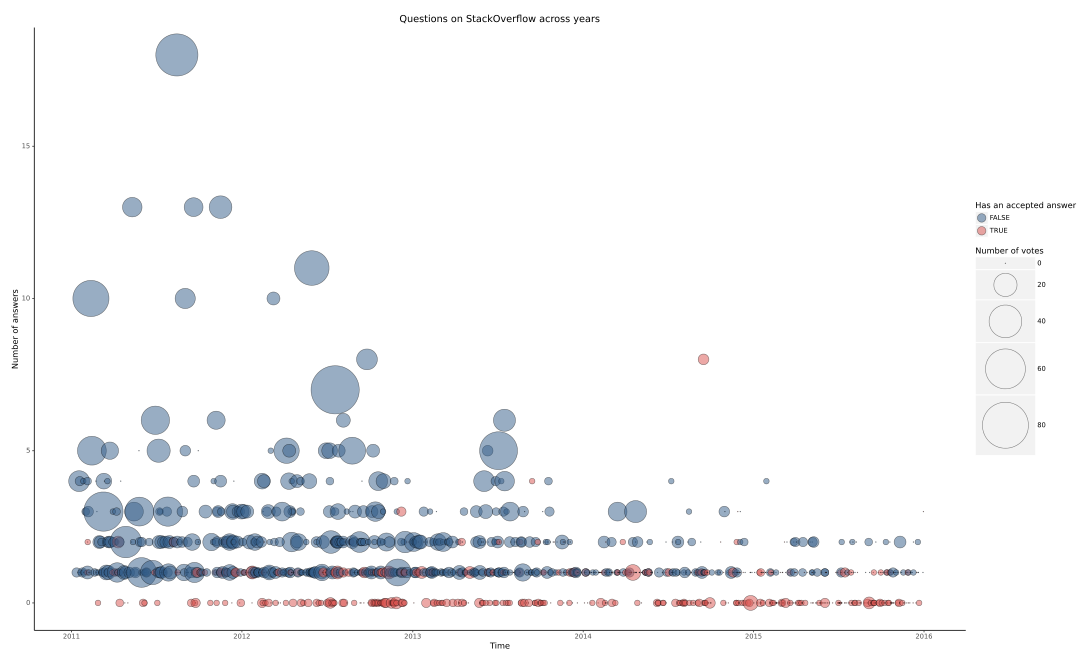 Questions on StackOverflow across years
Number of answers
15
10
5
0
2011
2012
2013
2014
2015
2016
Time
Has an accepted answer
FALSE
TRUE
Number of votes
0
20
40
60
80